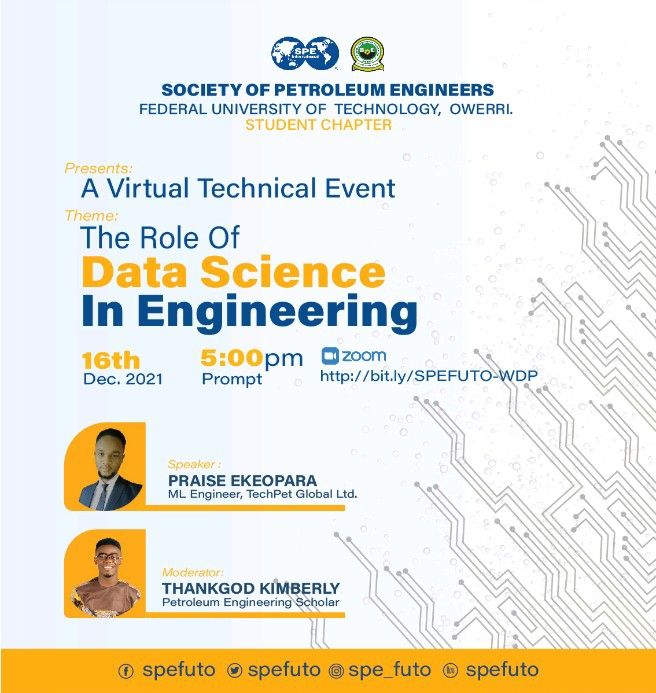 SPE
International
SOCIETY OF PETROLEUM ENGINEERS
FEDERAL UNIVERSITY OF TECHNOLOGY, OWERRI.
STUDENT CHAPTER
Presents:
A Virtual Technical Event
Theme:
The Role Of
Data Science
In Engineering
16th
Dec. 2021
5:00pm
Prompt
zoom
http://bit.ly/SPEFUTO-WDP
Speaker :
PRAISE EKEOPARA
ML Engineer, TechPet Global Ltd.
Moderator:
THANKGOD KIMBERLY
Petroleum Engineering Scholar
spefuto spefuto spe_futo spefuto